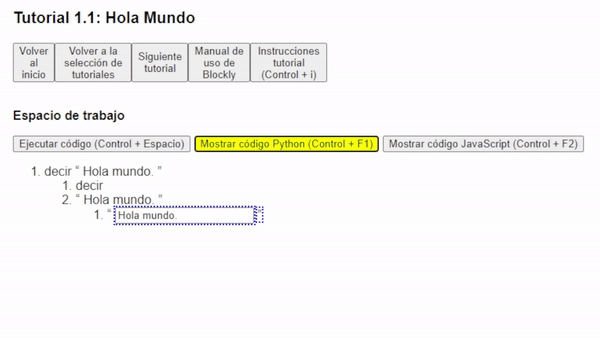 Tutorial 1.1: Hola Mundo
Volver al inicio
Volver a la selección de tutoriales
Siguiente tutorial
Manual de uso de Blockly
Instrucciones tutorial (Control + i)
Espacio de trabajo
Ejecutar código (Control + Espacio)
Mostrar código Python (Control + F1)
Mostrar código JavaScript (Control + F2)
1. decir “ Hola mundo. ”
1. decir
2. “ Hola mundo. ”
1. “ Hola mundo. ”